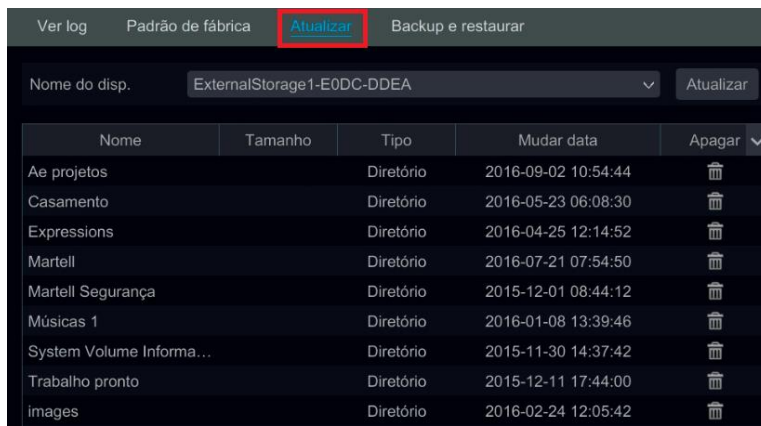 Ver log Padrão de fábrica Atualizar Backup e restaurar
Nome do disp. ExternalStorage1-E0DC-DDEA Atualizar
Nome Tamanho Tipo Mudar data Apagar
Ae projetos Diretório 2016-09-02 10:54:44
Casamento Diretório 2016-05-23 06:08:30
Expressions Diretório 2016-04-25 12:14:52
Martell Diretório 2016-07-21 07:54:50
Martell Segurança Diretório 2015-12-01 08:44:12
Músicas 1 Diretório 2016-01-08 13:39:46
System Volume Informa... Diretório 2015-11-30 14:37:42
Trabalho pronto Diretório 2015-12-11 17:44:00
images Diretório 2016-02-24 12:05:42